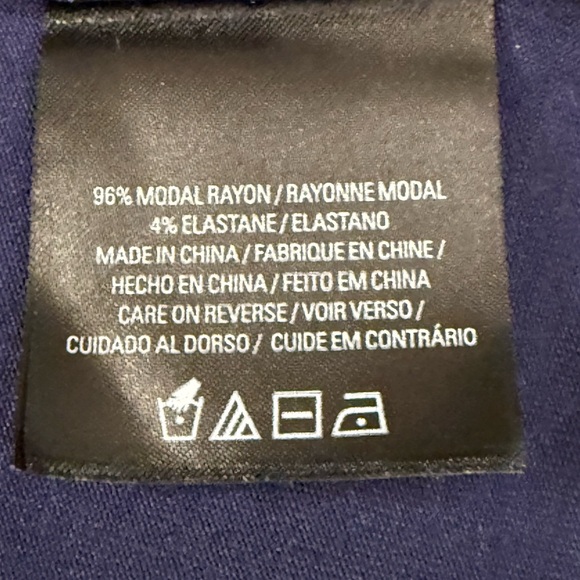 96% MODAL RAYON / RAYONNE MODAL
4% ELASTANE / ELASTANO
MADE IN CHINA / FABRIQUE EN CHINE /
HECHO EN CHINA / FEITO EM CHINA
CARE ON REVERSE / VOIR VERSO /
CUIDADO AL DORSO / CUIDE EM CONTRÁRIO